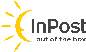 InPost
out of the box